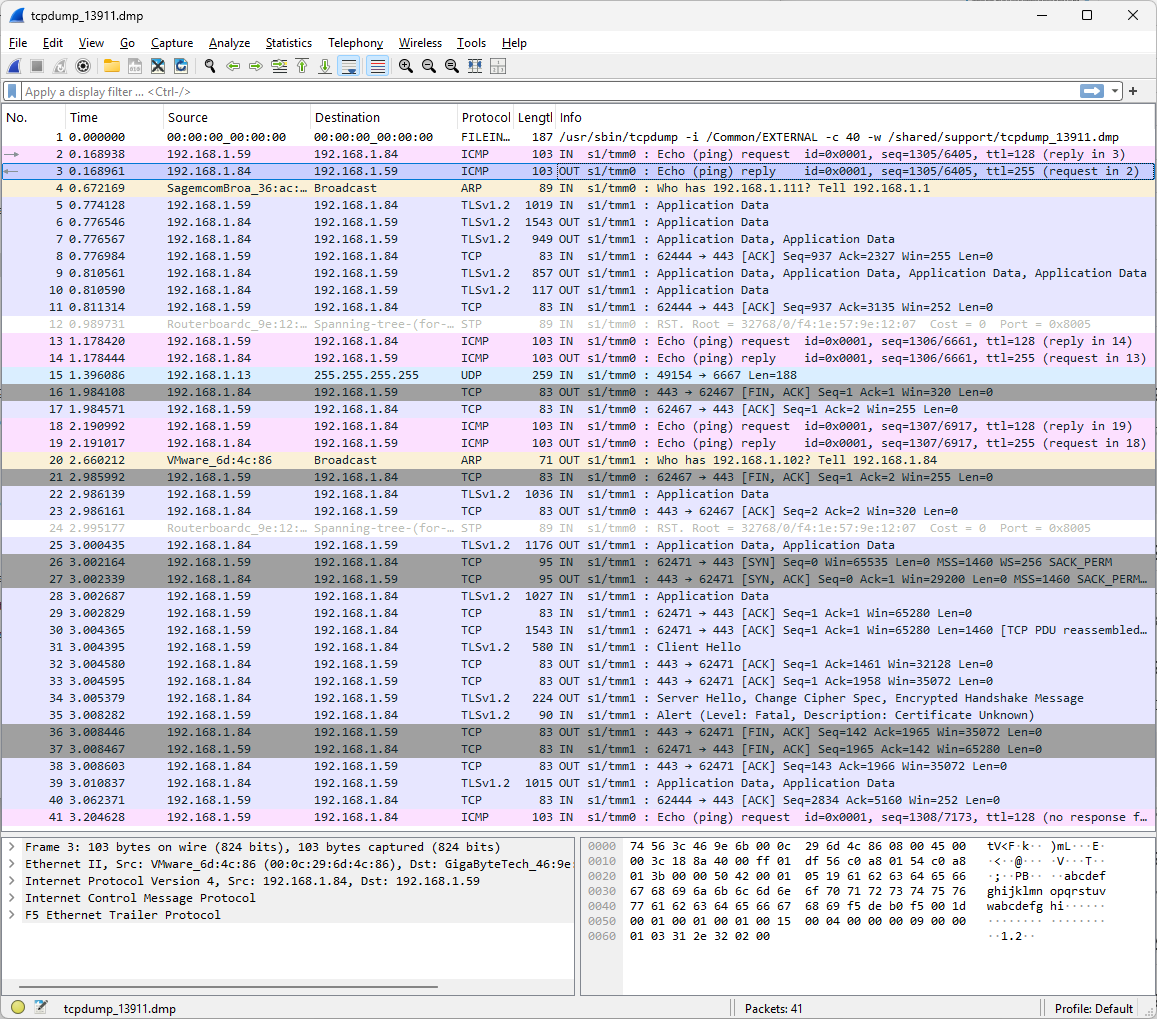 tcpdump_13911.dmp
File Edit View Go Capture Analyze Statistics Telephony Wireless Tools Help
Apply a display filter ... <Ctrl-/>
No. Time Source Destination Protocol Lengtl Info
1 0.000000 00:00:00_00:00:00 00:00:00_00:00:00 FILEIN… 187 /usr/sbin/tcpdump -i /Common/EXTERNAL -c 40 -w /shared/support/tcpdump_13911.dmp
2 0.168938 192.168.1.59 192.168.1.84 ICMP 103 IN s1/tmm0 : Echo (ping) request id=0x0001, seq=1305/6405, ttl=128 (reply in 3)
3 0.168961 192.168.1.84 192.168.1.59 ICMP 103 OUT s1/tmm0 : Echo (ping) reply id=0x0001, seq=1305/6405, ttl=255 (request in 2)
4 0.672169 SagemcomBroa_36:ac:… Broadcast ARP 89 IN s1/tmm0 : Who has 192.168.1.111? Tell 192.168.1.1
5 0.774128 192.168.1.59 192.168.1.84 TLSv1.2 1019 IN s1/tmm0 : Application Data
6 0.776546 192.168.1.84 192.168.1.59 TLSv1.2 1543 OUT s1/tmm0 : Application Data
7 0.776567 192.168.1.84 192.168.1.59 TLSv1.2 949 OUT s1/tmm0 : Application Data, Application Data
8 0.776984 192.168.1.59 192.168.1.84 TCP 83 IN s1/tmm0 : 62444 → 443 [ACK] Seq=937 Ack=2327 Win=255 Len=0
9 0.810561 192.168.1.84 192.168.1.59 TLSv1.2 857 OUT s1/tmm0 : Application Data, Application Data, Application Data, Application Data
10 0.810590 192.168.1.84 192.168.1.59 TLSv1.2 117 OUT s1/tmm0 : Application Data
11 0.811314 192.168.1.59 192.168.1.84 TCP 83 IN s1/tmm0 : 62444 → 443 [ACK] Seq=937 Ack=3135 Win=252 Len=0
12 0.989731 Routerboardc_9e:12:… Spanning-tree-(for-… STP 89 IN s1/tmm0 : RST. Root = 32768/0/f4:1e:57:9e:12:07 Cost = 0 Port = 0x8005
13 1.178420 192.168.1.59 192.168.1.84 ICMP 103 IN s1/tmm0 : Echo (ping) request id=0x0001, seq=1306/6661, ttl=128 (reply in 14)
14 1.178444 192.168.1.84 192.168.1.59 ICMP 103 OUT s1/tmm0 : Echo (ping) reply id=0x0001, seq=1306/6661, ttl=255 (request in 13)
15 1.396086 192.168.1.13 255.255.255.255 UDP 259 IN s1/tmm0 : 49154 → 6667 Len=188
16 1.984108 192.168.1.84 192.168.1.59 TCP 83 OUT s1/tmm0 : 443 → 62467 [FIN, ACK] Seq=1 Ack=1 Win=320 Len=0
17 1.984571 192.168.1.59 192.168.1.84 TCP 83 IN s1/tmm0 : 62467 → 443 [ACK] Seq=1 Ack=2 Win=255 Len=0
18 2.190992 192.168.1.59 192.168.1.84 ICMP 103 IN s1/tmm0 : Echo (ping) request id=0x0001, seq=1307/6917, ttl=128 (reply in 19)
19 2.191017 192.168.1.84 192.168.1.59 ICMP 103 OUT s1/tmm0 : Echo (ping) reply id=0x0001, seq=1307/6917, ttl=255 (request in 18)
20 2.660212 VMware_6d:4c:86 Broadcast ARP 71 OUT s1/tmm1 : Who has 192.168.1.102? Tell 192.168.1.84
21 2.985992 192.168.1.59 192.168.1.84 TCP 83 IN s1/tmm0 : 62467 → 443 [FIN, ACK] Seq=1 Ack=2 Win=255 Len=0
22 2.986139 192.168.1.59 192.168.1.84 TLSv1.2 1036 IN s1/tmm1 : Application Data
23 2.986161 192.168.1.84 192.168.1.59 TCP 83 OUT s1/tmm0 : 443 → 62467 [ACK] Seq=2 Ack=2 Win=320 Len=0
24 2.995177 Routerboardc_9e:12:… Spanning-tree-(for-… STP 89 IN s1/tmm0 : RST. Root = 32768/0/f4:1e:57:9e:12:07 Cost = 0 Port = 0x8005
25 3.000435 192.168.1.84 192.168.1.59 TLSv1.2 1176 OUT s1/tmm1 : Application Data, Application Data
26 3.002164 192.168.1.59 192.168.1.84 TCP 95 IN s1/tmm1 : 62471 → 443 [SYN] Seq=0 Win=65535 Len=0 MSS=1460 WS=256 SACK_PERM
27 3.002339 192.168.1.84 192.168.1.59 TCP 95 OUT s1/tmm1 : 443 → 62471 [SYN, ACK] Seq=0 Ack=1 Win=29200 Len=0 MSS=1460 SACK_PERM…
28 3.002687 192.168.1.59 192.168.1.84 TLSv1.2 1027 IN s1/tmm1 : Application Data
29 3.002829 192.168.1.59 192.168.1.84 TCP 83 IN s1/tmm1 : 62471 → 443 [ACK] Seq=1 Ack=1 Win=65280 Len=0
30 3.004365 192.168.1.59 192.168.1.84 TCP 1543 IN s1/tmm1 : 62471 → 443 [ACK] Seq=1 Ack=1 Win=65280 Len=1460 [TCP PDU reassembled…
31 3.004395 192.168.1.59 192.168.1.84 TLSv1.2 580 IN s1/tmm1 : Client Hello
32 3.004580 192.168.1.84 192.168.1.59 TCP 83 OUT s1/tmm1 : 443 → 62471 [ACK] Seq=1 Ack=1461 Win=32128 Len=0
33 3.004595 192.168.1.84 192.168.1.59 TCP 83 OUT s1/tmm1 : 443 → 62471 [ACK] Seq=1 Ack=1958 Win=35072 Len=0
34 3.005379 192.168.1.84 192.168.1.59 TLSv1.2 224 OUT s1/tmm1 : Server Hello, Change Cipher Spec, Encrypted Handshake Message
35 3.008282 192.168.1.59 192.168.1.84 TLSv1.2 90 IN s1/tmm1 : Alert (Level: Fatal, Description: Certificate Unknown)
36 3.008446 192.168.1.84 192.168.1.59 TCP 83 OUT s1/tmm1 : 443 → 62471 [FIN, ACK] Seq=142 Ack=1965 Win=35072 Len=0
37 3.008467 192.168.1.59 192.168.1.84 TCP 83 IN s1/tmm1 : 62471 → 443 [FIN, ACK] Seq=1965 Ack=142 Win=65280 Len=0
38 3.008603 192.168.1.84 192.168.1.59 TCP 83 OUT s1/tmm1 : 443 → 62471 [ACK] Seq=143 Ack=1966 Win=35072 Len=0
39 3.010837 192.168.1.84 192.168.1.59 TLSv1.2 1015 OUT s1/tmm1 : Application Data, Application Data
40 3.062371 192.168.1.59 192.168.1.84 TCP 83 IN s1/tmm1 : 62444 → 443 [ACK] Seq=2834 Ack=5160 Win=252 Len=0
41 3.204628 192.168.1.59 192.168.1.84 ICMP 103 IN s1/tmm1 : Echo (ping) request id=0x0001, seq=1308/7173, ttl=128 (no response f…
Frame 3: 103 bytes on wire (824 bits), 103 bytes captured (824 bits)
Ethernet II, Src: VMware_6d:4c:86 (00:0c:29:6d:4c:86), Dst: GigaByteTech_46:9e:
Internet Protocol Version 4, Src: 192.168.1.84, Dst: 192.168.1.59
Internet Control Message Protocol
F5 Ethernet Trailer Protocol
0000 74 56 3c 46 9e 6b 00 0c 29 6d 4c 86 08 00 45 00 tV<F·k·· )mL···E·
0010 00 3c 18 8a 40 00 ff 01 df 56 c0 a8 01 54 c0 a8 ·<··@··· ·V···T··
0020 01 3b 00 00 50 42 00 01 05 19 61 62 63 64 65 66 ·;··PB·· ··abcdef
0030 67 68 69 6a 6b 6c 6d 6e 6f 70 71 72 73 74 75 76 ghijklmn opqrstuv
0040 77 61 62 63 64 65 66 67 68 69 f5 de b0 f5 00 1d wabcdefg hi······
0050 00 01 00 01 00 01 00 15 00 04 00 00 00 09 00 00 ········ ········
0060 01 03 31 2e 32 02 00 ··1.2··
tcpdump_13911.dmp
Packets: 41
Profile: Default